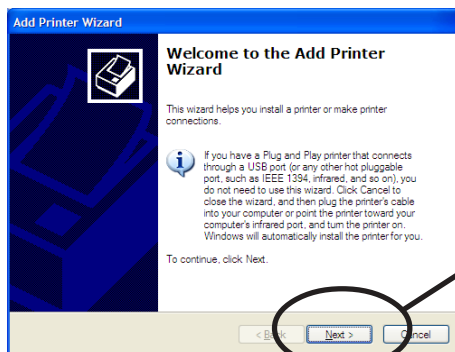 Add Printer Wizard
Welcome to the Add Printer
Wizard
This wizard helps you install a printer or make printer
connections.
If you have a Plug and Play printer that connects
through a USB port (or any other hot pluggable
port, such as IEEE 1394, infrared, and so on), you
do not need to use this wizard. Click Cancel to
close the wizard, and then plug the printer's cable
into your computer or point the printer toward your
computer's infrared port, and turn the printer on.
Windows will automatically install the printer for you.
To continue, click Next.
< Back Next > Cancel